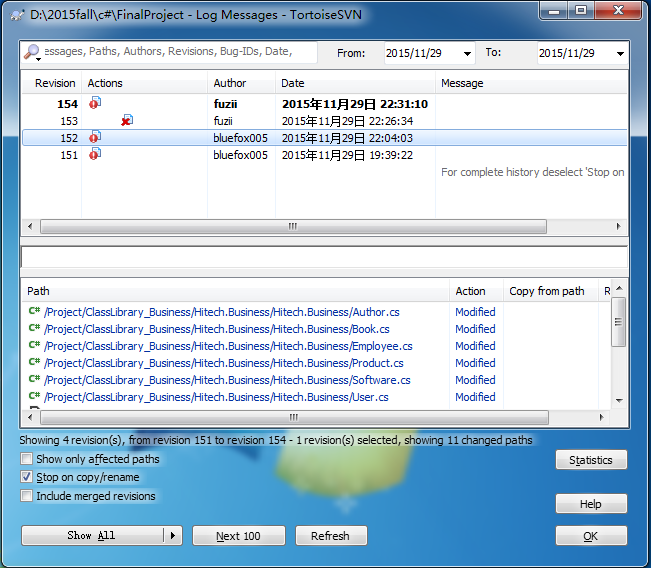 D:\2015fall\c#\FinalProject - Log Messages - TortoiseSVN
essages, Paths, Authors, Revisions, Bug-IDs, Date, From: 2015/11/29 To: 2015/11/29
Revision Actions Author Date Message
154 fuzii 2015年11月29日 22:31:10
153 fuzii 2015年11月29日 22:26:34
152 bluefox005 2015年11月29日 22:04:03
151 bluefox005 2015年11月29日 19:39:22
For complete history deselect 'Stop on
Path Action Copy from path R
C# /Project/ClassLibrary_Business/Hitech.Business/Hitech.Business/Author.cs Modified
C# /Project/ClassLibrary_Business/Hitech.Business/Hitech.Business/Book.cs Modified
C# /Project/ClassLibrary_Business/Hitech.Business/Hitech.Business/Employee.cs Modified
C# /Project/ClassLibrary_Business/Hitech.Business/Hitech.Business/Product.cs Modified
C# /Project/ClassLibrary_Business/Hitech.Business/Hitech.Business/Software.cs Modified
C# /Project/ClassLibrary_Business/Hitech.Business/Hitech.Business/User.cs Modified
Showing 4 revision(s), from revision 151 to revision 154 - 1 revision(s) selected, showing 11 changed paths
Show only affected paths Statistics
Stop on copy/rename
Include merged revisions Help
Show All Next 100 Refresh OK